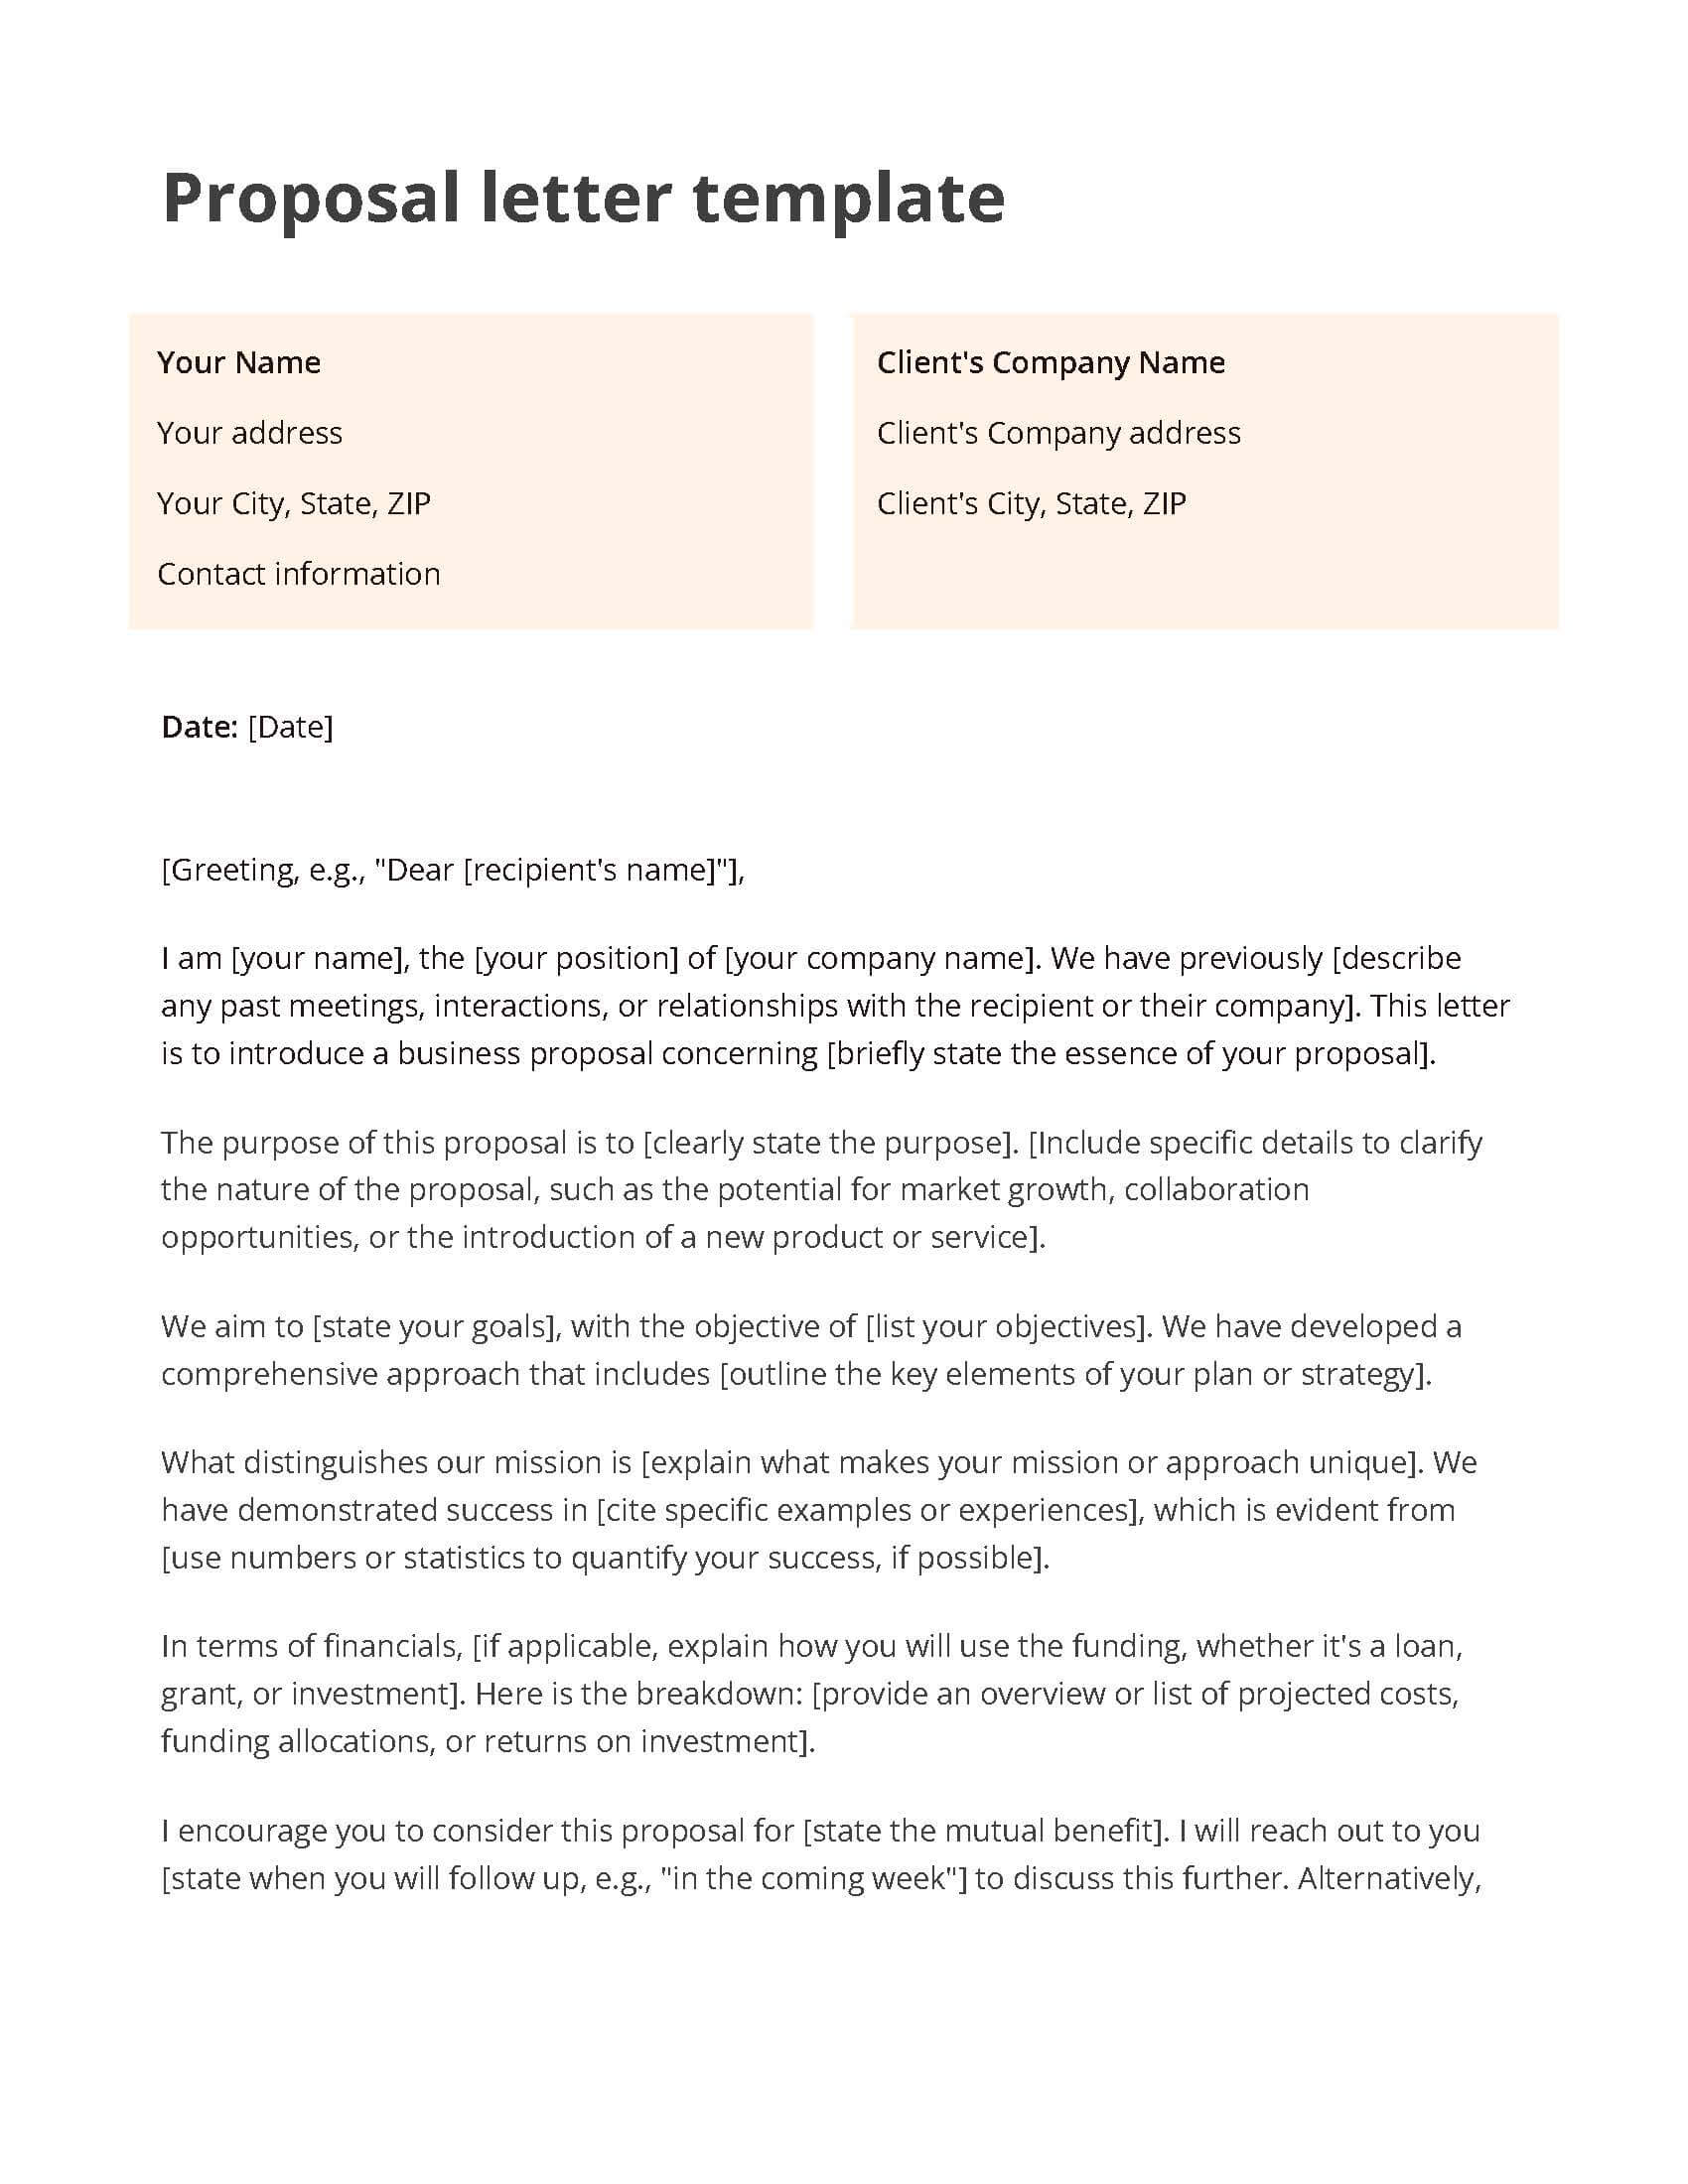 Proposal letter template
Your Name
Your address
Your City, State, ZIP
Contact information
Client's Company Name
Client's Company address
Client's City, State, ZIP
Date: [Date]
[Greeting, e.g., "Dear [recipient's name]"],
I am [your name], the [your position] of [your company name]. We have previously [describe
any past meetings, interactions, or relationships with the recipient or their company]. This letter
is to introduce a business proposal concerning [briefly state the essence of your proposal].
The purpose of this proposal is to [clearly state the purpose]. [Include specific details to clarify
the nature of the proposal, such as the potential for market growth, collaboration
opportunities, or the introduction of a new product or service].
We aim to [state your goals], with the objective of [list your objectives]. We have developed a
comprehensive approach that includes [outline the key elements of your plan or strategy].
What distinguishes our mission is [explain what makes your mission or approach unique]. We
have demonstrated success in [cite specific examples or experiences], which is evident from
[use numbers or statistics to quantify your success, if possible].
In terms of financials, [if applicable, explain how you will use the funding, whether it's a loan,
grant, or investment]. Here is the breakdown: [provide an overview or list of projected costs,
funding allocations, or returns on investment].
I encourage you to consider this proposal for [state the mutual benefit]. I will reach out to you
[state when you will follow up, e.g., "in the coming week"] to discuss this further. Alternatively,